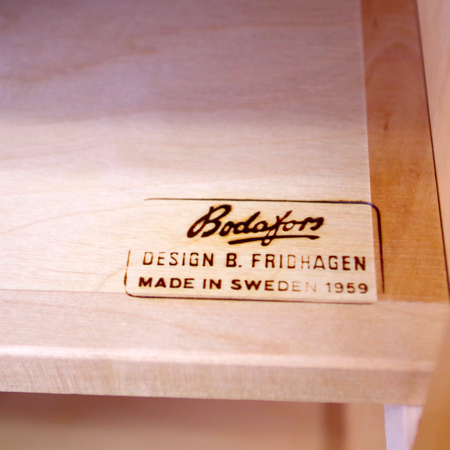 Bodafors
DESIGN B. FRIDHAGEN
MADE IN SWEDEN 1959